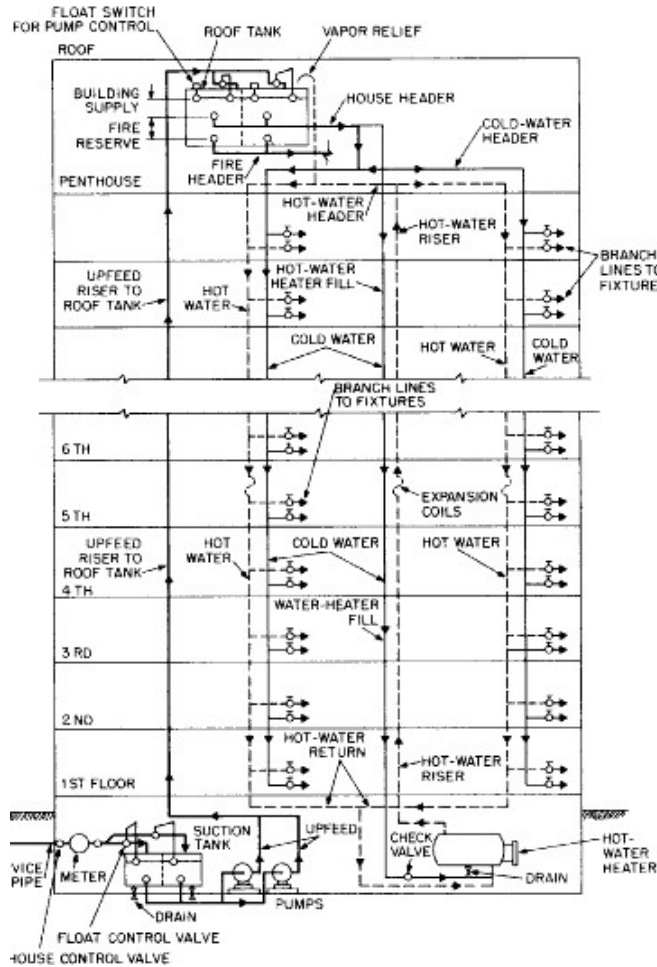 FLOAT SWITCH
FOR PUMP CONTROL
ROOF TANK
VAPOR RELIEF
ROOF
BUILDING
SUPPLY
HOUSE HEADER
FIRE
RESERVE
COLD-WATER
HEADER
FIRE
HEADER
PENTHOUSE
HOT-WATER
HEADER
HOT-WATER
RISER
UPFEED
RISER TO
ROOF TANK
HOT
WATER
HOT-WATER
HEATER FILL
BRANCH
LINES TO
FIXTURE
COLD WATER
HOT WATER
COLD
WATER
BRANCH LINES
TO FIXTURES
6 TH
EXPANSION
COILS
5 TH
UPFEED
RISER TO
ROOF TANK
HOT
WATER
COLD WATER
HOT WATER
4 TH
WATER-HEATER
FILL
3 RD
2 ND
HOT-WATER
RETURN
HOT-WATER
RISER
1ST FLOOR
SUCTION
TANK
UPFEED
CHECK
VALVE
HOT-
WATER
HEATER
VICE
PIPE
METER
DRAIN
DRAIN
PUMPS
FLOAT CONTROL VALVE
HOUSE CONTROL VALVE